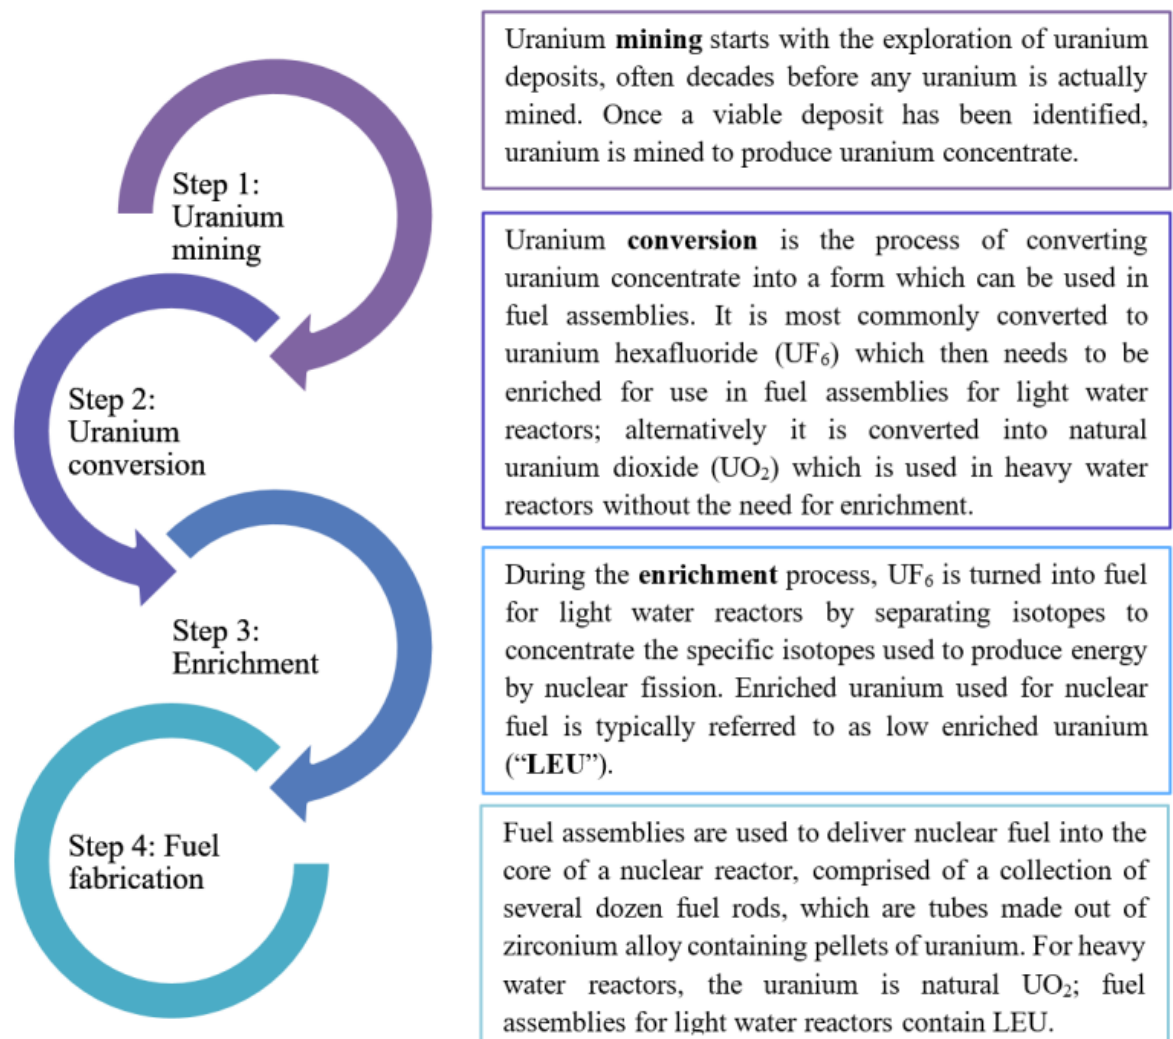 Step 1:
Uranium
mining
Uranium mining starts with the exploration of uranium
deposits, often decades before any uranium is actually
mined. Once a viable deposit has been identified,
uranium is mined to produce uranium concentrate.
Step 2:
Uranium
conversion
Uranium conversion is the process of converting
uranium concentrate into a form which can be used in
fuel assemblies. It is most commonly converted to
uranium hexafluoride (UF₆) which then needs to be
enriched for use in fuel assemblies for light water
reactors; alternatively it is converted into natural
uranium dioxide (UO₂) which is used in heavy water
reactors without the need for enrichment.
Step 3:
Enrichment
During the enrichment process, UF₆ is turned into fuel
for light water reactors by separating isotopes to
concentrate the specific isotopes used to produce energy
by nuclear fission. Enriched uranium used for nuclear
fuel is typically referred to as low enriched uranium
(“LEU”).
Step 4: Fuel
fabrication
Fuel assemblies are used to deliver nuclear fuel into the
core of a nuclear reactor, comprised of a collection of
several dozen fuel rods, which are tubes made out of
zirconium alloy containing pellets of uranium. For heavy
water reactors, the uranium is natural UO₂; fuel
assemblies for light water reactors contain LEU.